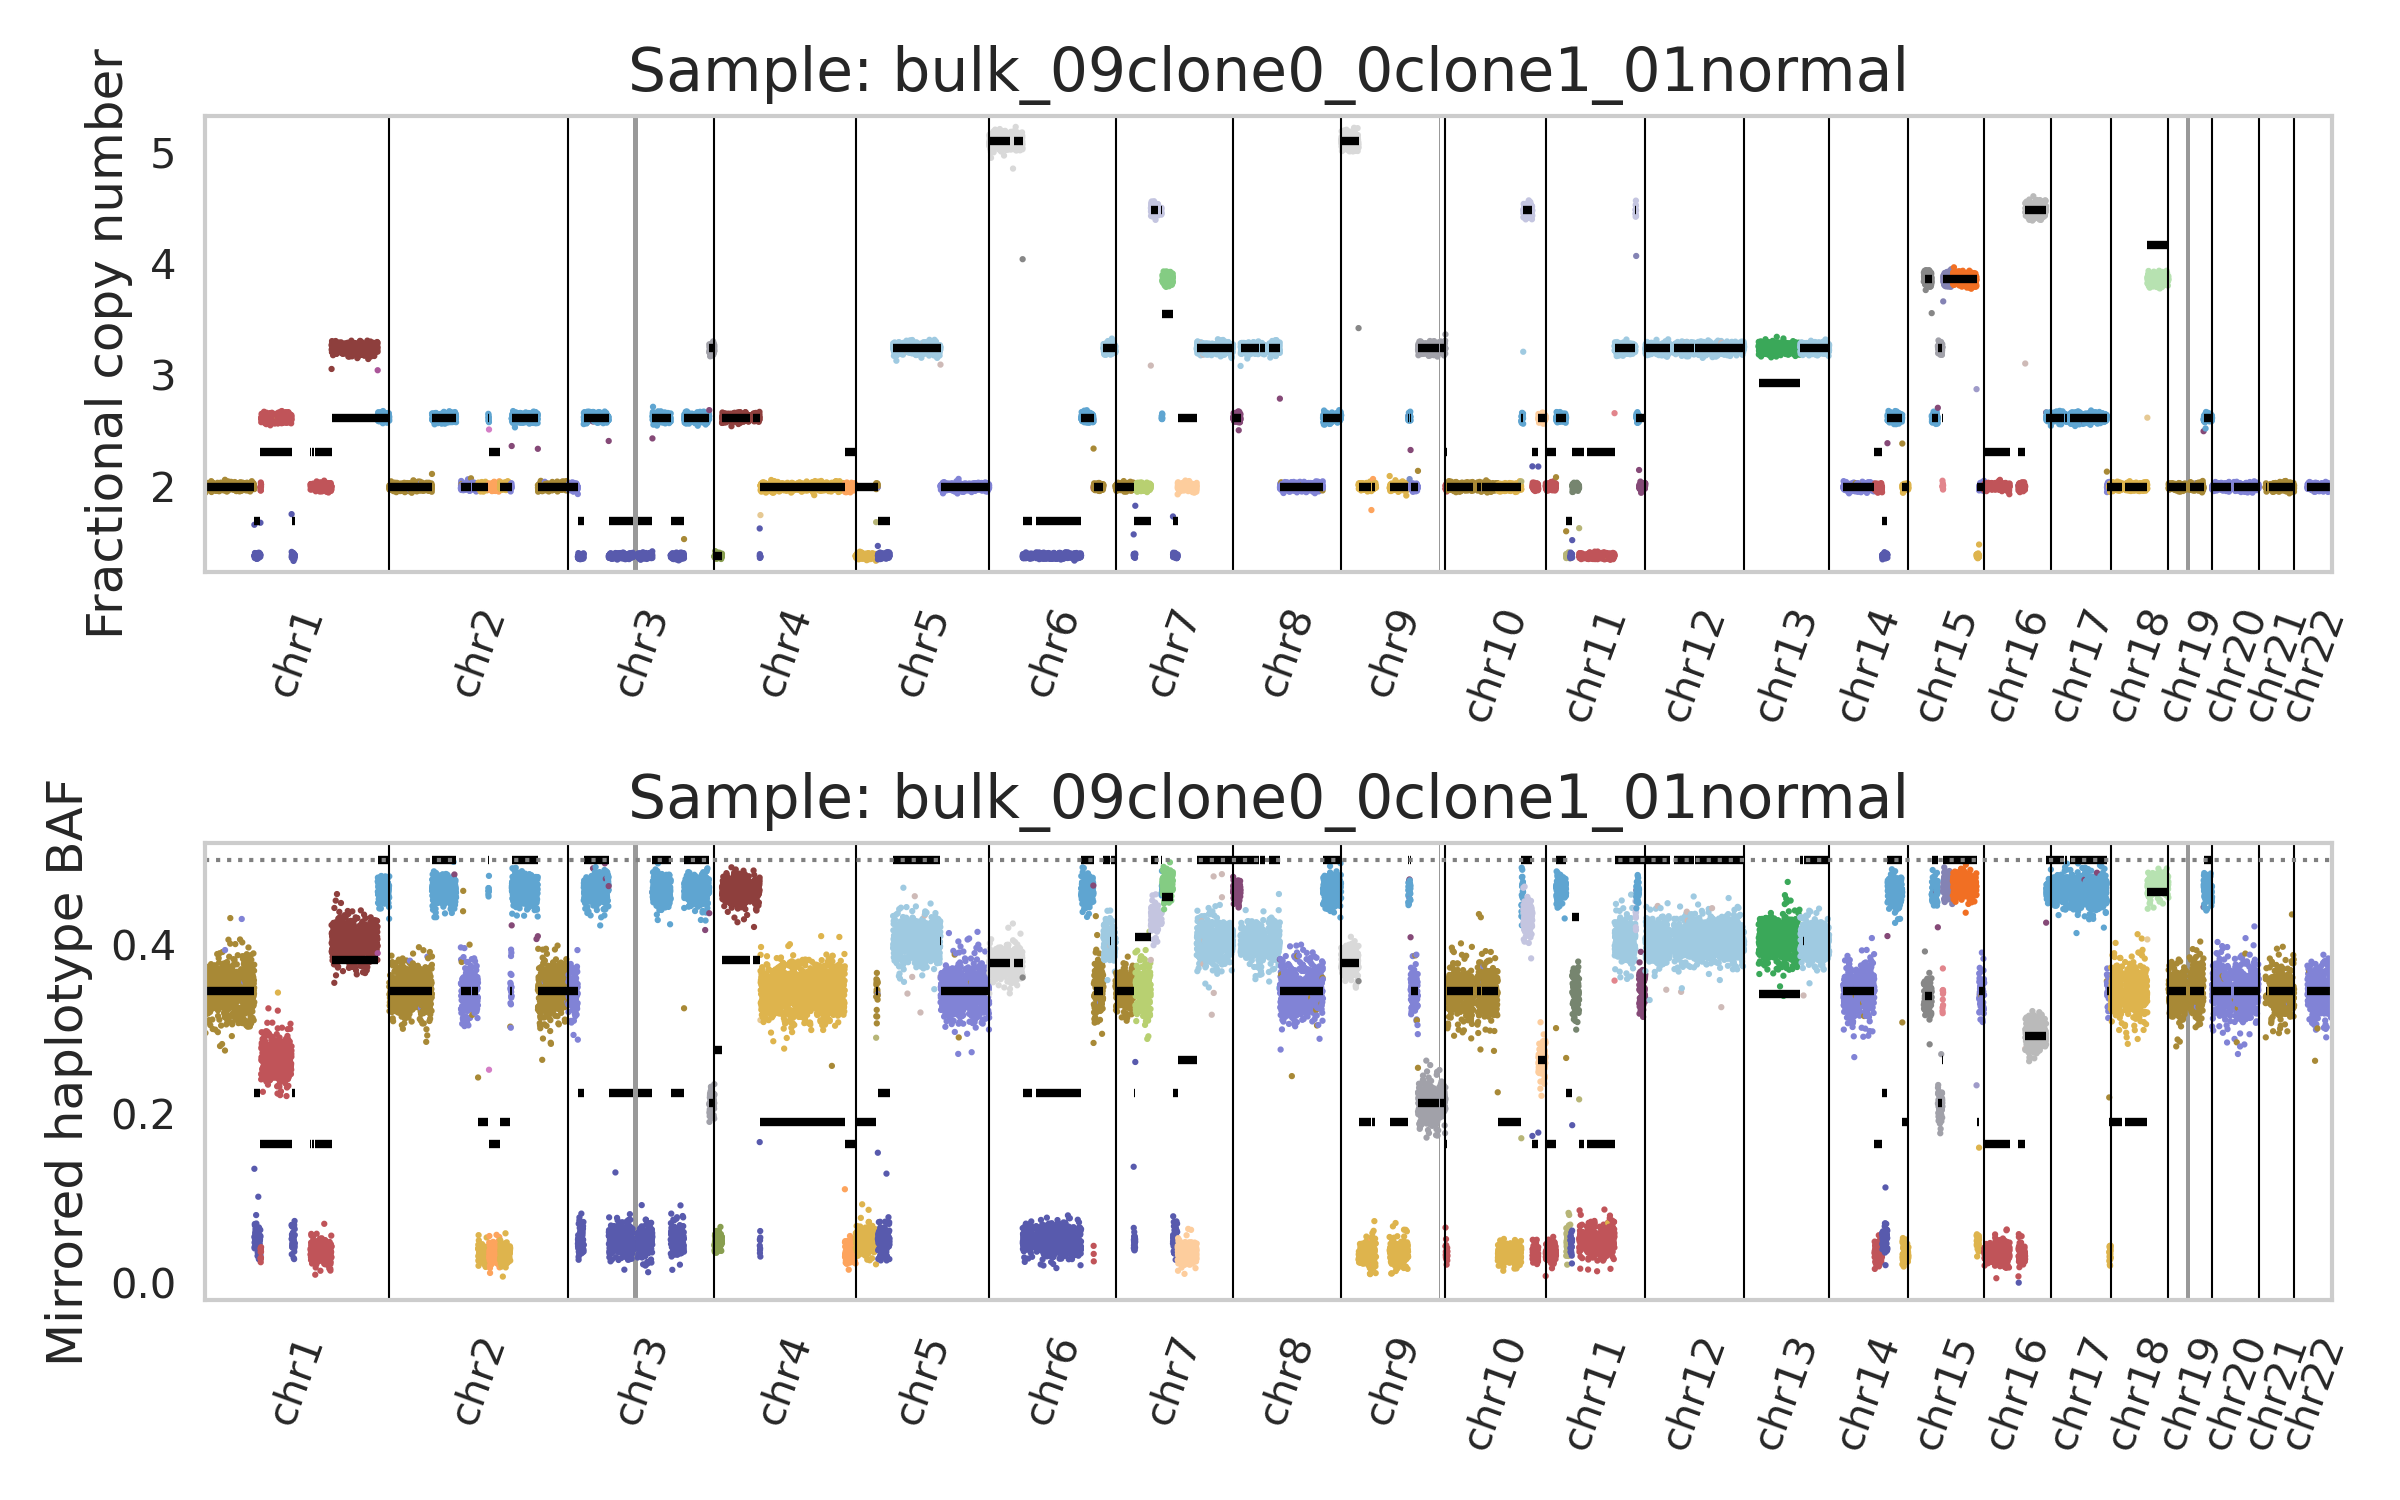 Sample: bulk_09clone0_0clone1_01normal
Fractional copy number
5
4
3
2
chr1
chr2
chr3
chr4
chr5
chr6
chr7
chr8
chr9
chr10
chr11
chr12
chr13
chr14
chr15
chr16
chr17
chr18
chr19
chr20
chr21
chr22
Sample: bulk_09clone0_0clone1_01normal
Mirrored haplotype BAF
0.4
0.2
0.0
chr1
chr2
chr3
chr4
chr5
chr6
chr7
chr8
chr9
chr10
chr11
chr12
chr13
chr14
chr15
chr16
chr17
chr18
chr19
chr20
chr21
chr22